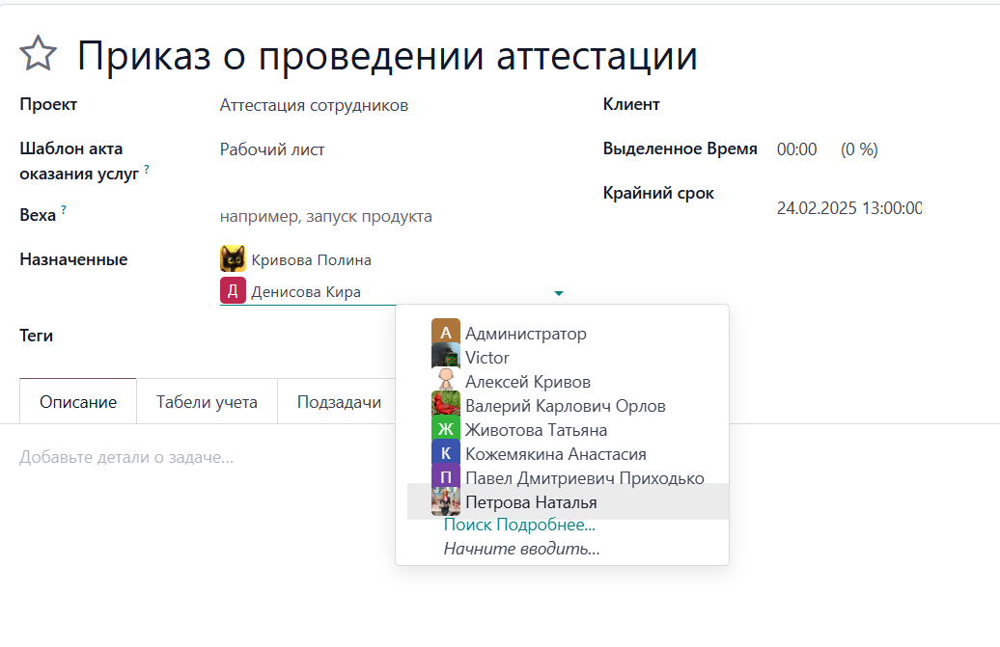 Приказ о проведении аттестации
Проект
Аттестация сотрудников
Клиент
Шаблон акта оказания услуг ?
Рабочий лист
Выделенное Время
00:00
(0 %)
Веха ?
например, запуск продукта
Крайний срок
24.02.2025 13:00:00
Назначенные
Кривова Полина
Д
Денисова Кира
Теги
А
Администратор
Victor
Алексей Кривов
Валерий Карлович Орлов
Ж
Животова Татьяна
К
Кожемякина Анастасия
П
Павел Дмитриевич Приходько
Петрова Наталья
Поиск Подробнее...
Начните вводить...
Описание
Табели учета
Подзадачи
Добавьте детали о задаче...